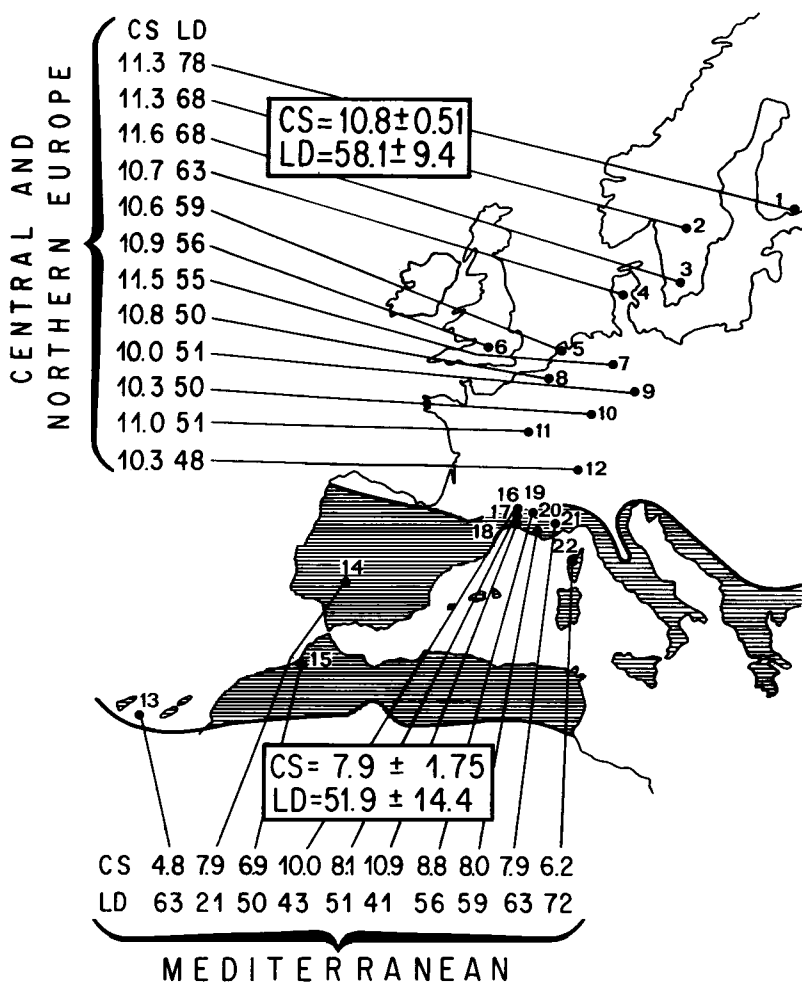 CENTRAL AND
NORTHERN EUROPE
CS LD
11.3 78
11.3 68
11.6 68
10.7 63
10.6 59
10.9 56
11.5 55
10.8 50
10.0 51
10.3 50
11.0 51
10.3 48
CS=10.8±0.51
LD=58.1±9.4
1
2
3
4
5
6
7
8
9
10
11
12
16 19
17 20 21
18
22
14
15
13
CS= 7.9 ± 1.75
LD=51.9 ± 14.4
CS 4.8 7.9 6.9 10.0 8.1 10.9 8.8 8.0 7.9 6.2
LD 63 21 50 43 51 41 56 59 63 72
MEDITERRANEAN